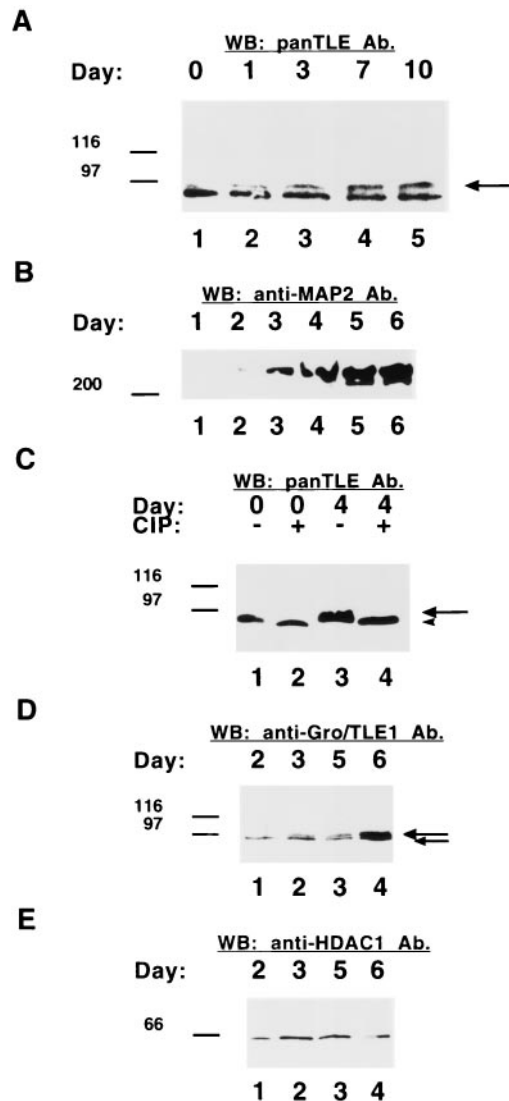 A
WB: panTLE Ab.
Day: 0 1 3 7 10
116
97
1 2 3 4 5
B
WB: anti-MAP2 Ab.
Day: 1 2 3 4 5 6
200
1 2 3 4 5 6
C
WB: panTLE Ab.
Day: 0 0 4 4
CIP: - + - +
116
97
1 2 3 4
D
WB: anti-Gro/TLE1 Ab.
Day: 2 3 5 6
116
97
1 2 3 4
E
WB: anti-HDAC1 Ab.
Day: 2 3 5 6
66
1 2 3 4